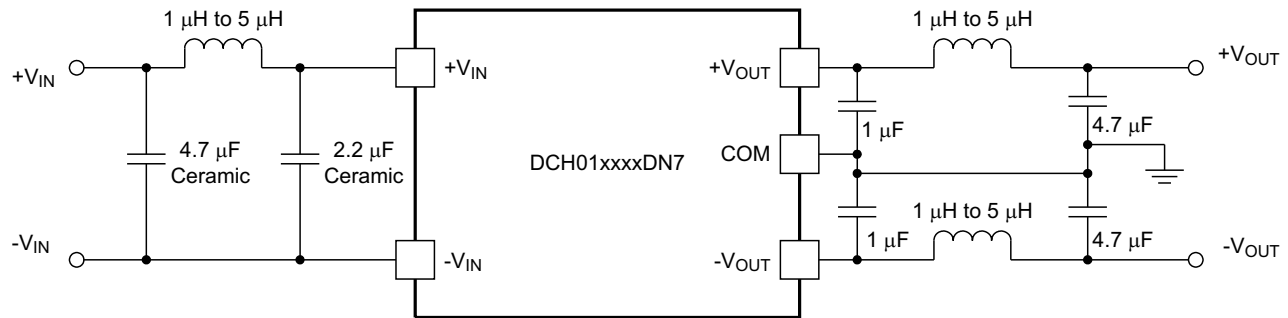 1 μH to 5 μH
+VIN
4.7 μF
Ceramic
2.2 μF
Ceramic
-VIN
+VIN
-VIN
DCH01xxxxDN7
+VOUT
COM
-VOUT
1 μH to 5 μH
+VOUT
1 μF
4.7 μF
1 μH to 5 μH
1 μF
4.7 μF
-VOUT